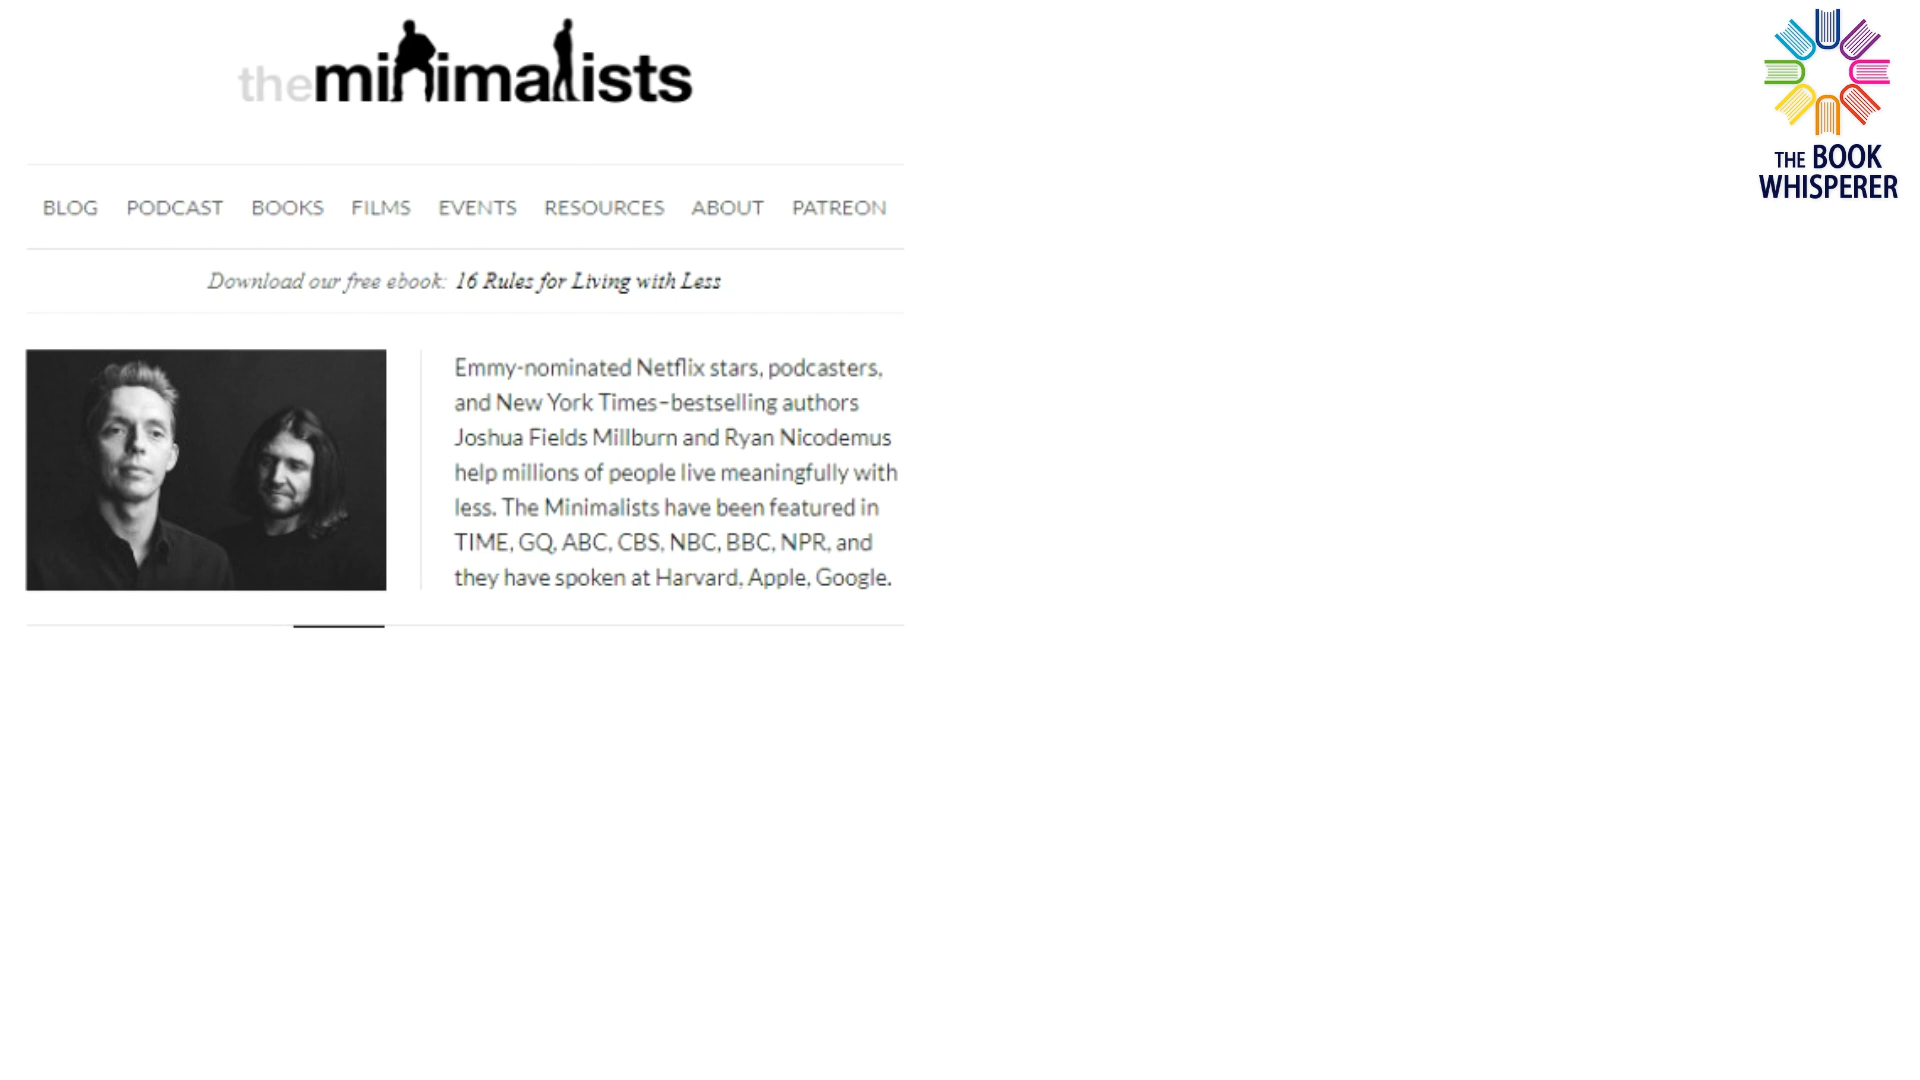 theminimalists
THE BOOK
WHISPERER
BLOG PODCAST BOOKS FILMS EVENTS RESOURCES ABOUT PATREON
Download our free ebook: 16 Rules for Living with Less
Emmy-nominated Netflix stars, podcasters,
and New York Times–bestselling authors
Joshua Fields Millburn and Ryan Nicodemus
help millions of people live meaningfully with
less. The Minimalists have been featured in
TIME, GQ, ABC, CBS, NBC, BBC, NPR, and
they have spoken at Harvard, Apple, Google.